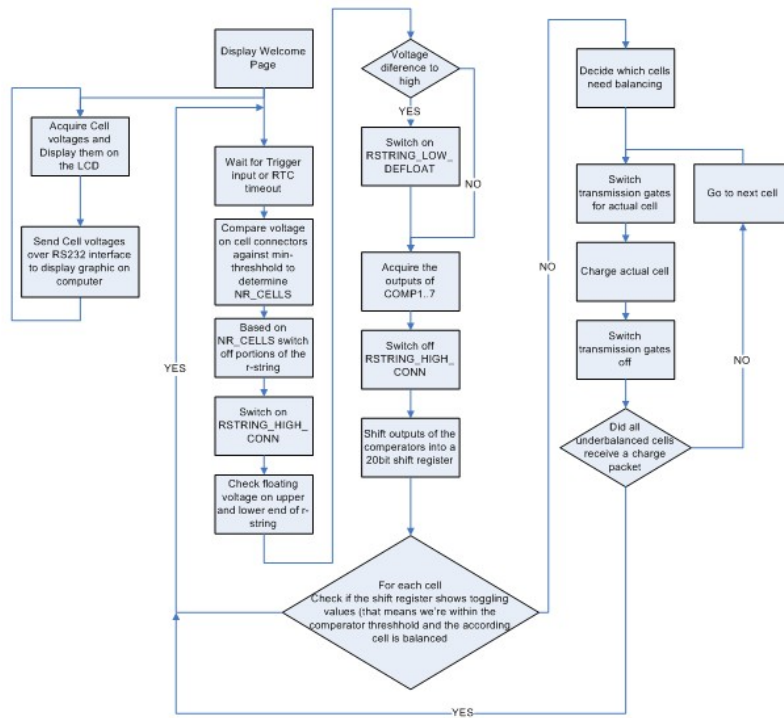 Display Welcome
Page
Acquire Cell
voltages and
Display them on
the LCD
Send Cell voltages
over RS232 interface
to display graphic on
computer
Wait for Trigger
input or RTC
timeout
Compare voltage
on cell connectors
against min-
threshhold to
determine
NR_CELLS
Based on
NR_CELLS switch
off portions of the
r-string
Switch on
RSTRING_HIGH_
CONN
Check floating
voltage on upper
and lower end of r-
string
YES
Voltage
diference to
high
YES
NO
Switch on
RSTRING_LOW_
DEFLOAT
Acquire the
outputs of
COMP1..7
Switch off
RSTRING_HIGH_
CONN
Shift outputs of the
comperators into a
20bit shift register
For each cell
Check if the shift register shows toggling
values (that means we're within the
comperator threshhold and the according
cell is balanced
NO
Decide which cells
need balancing
Switch
transmission gates
for actual cell
Go to next cell
Charge actual cell
Switch
transmission gates
off
NO
Did all
underbalanced cells
receive a charge
packet
YES